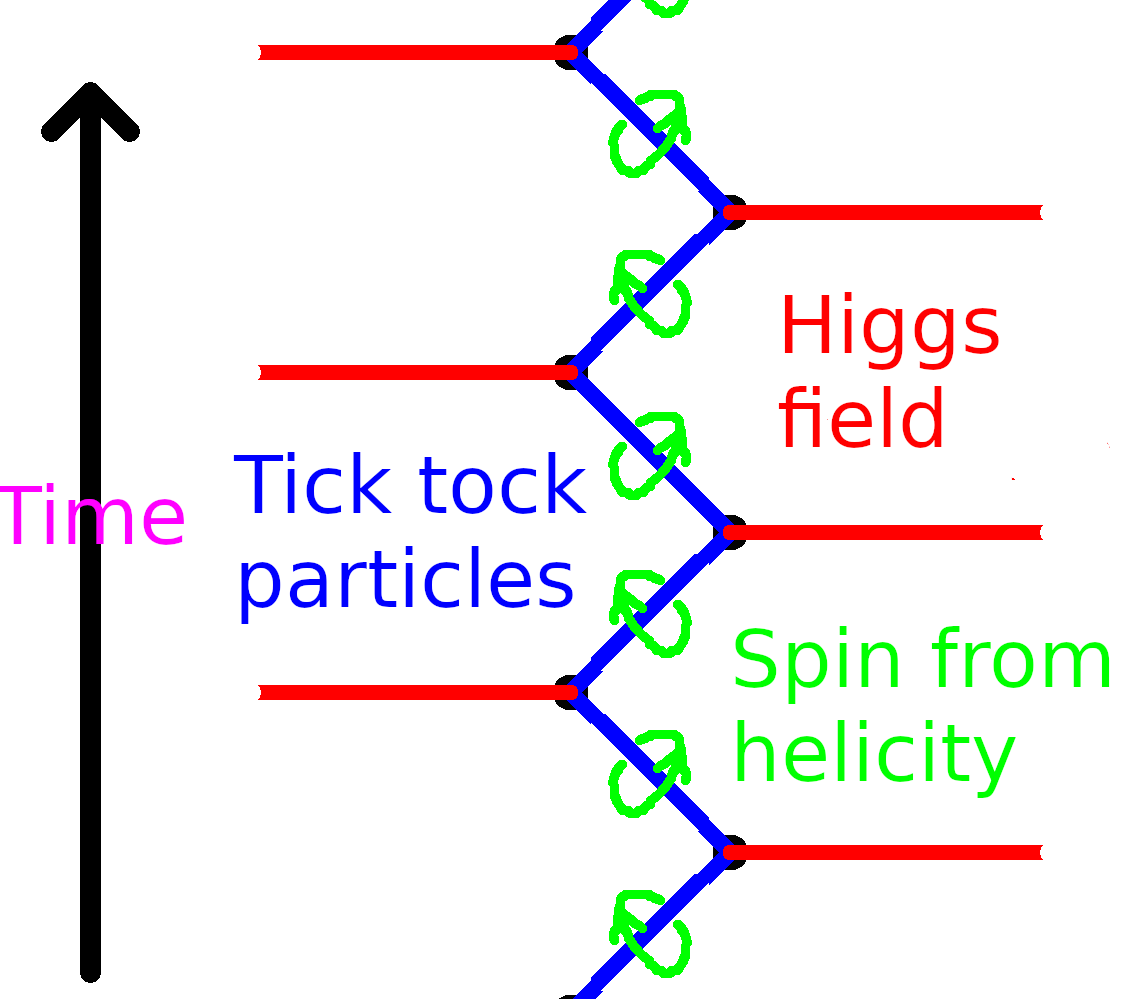 Higgs
field
Tick tock
particles
Time
Spin from
helicity